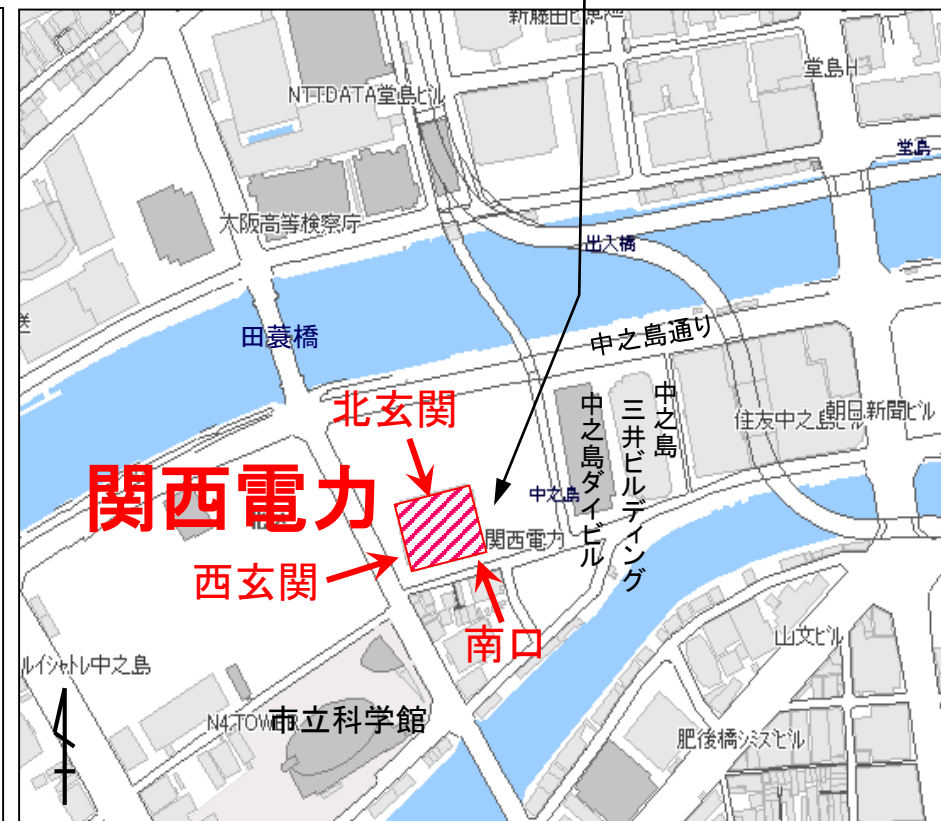 新藤田ビル
堂島H
NTTDATA堂島ビル
堂島
大阪高等検察庁
出入橋
送
田蓑橋
中之島通り
北玄関
中之島ダイビル
三井ビルディング
中之島
住友中之島ビル
朝日新聞ビル
関西電力
中之島
関西電力
西玄関
南口
山文ビル
ルイシャトレ中之島
N4.TOWER
市立科学館
肥後橋シミズビル